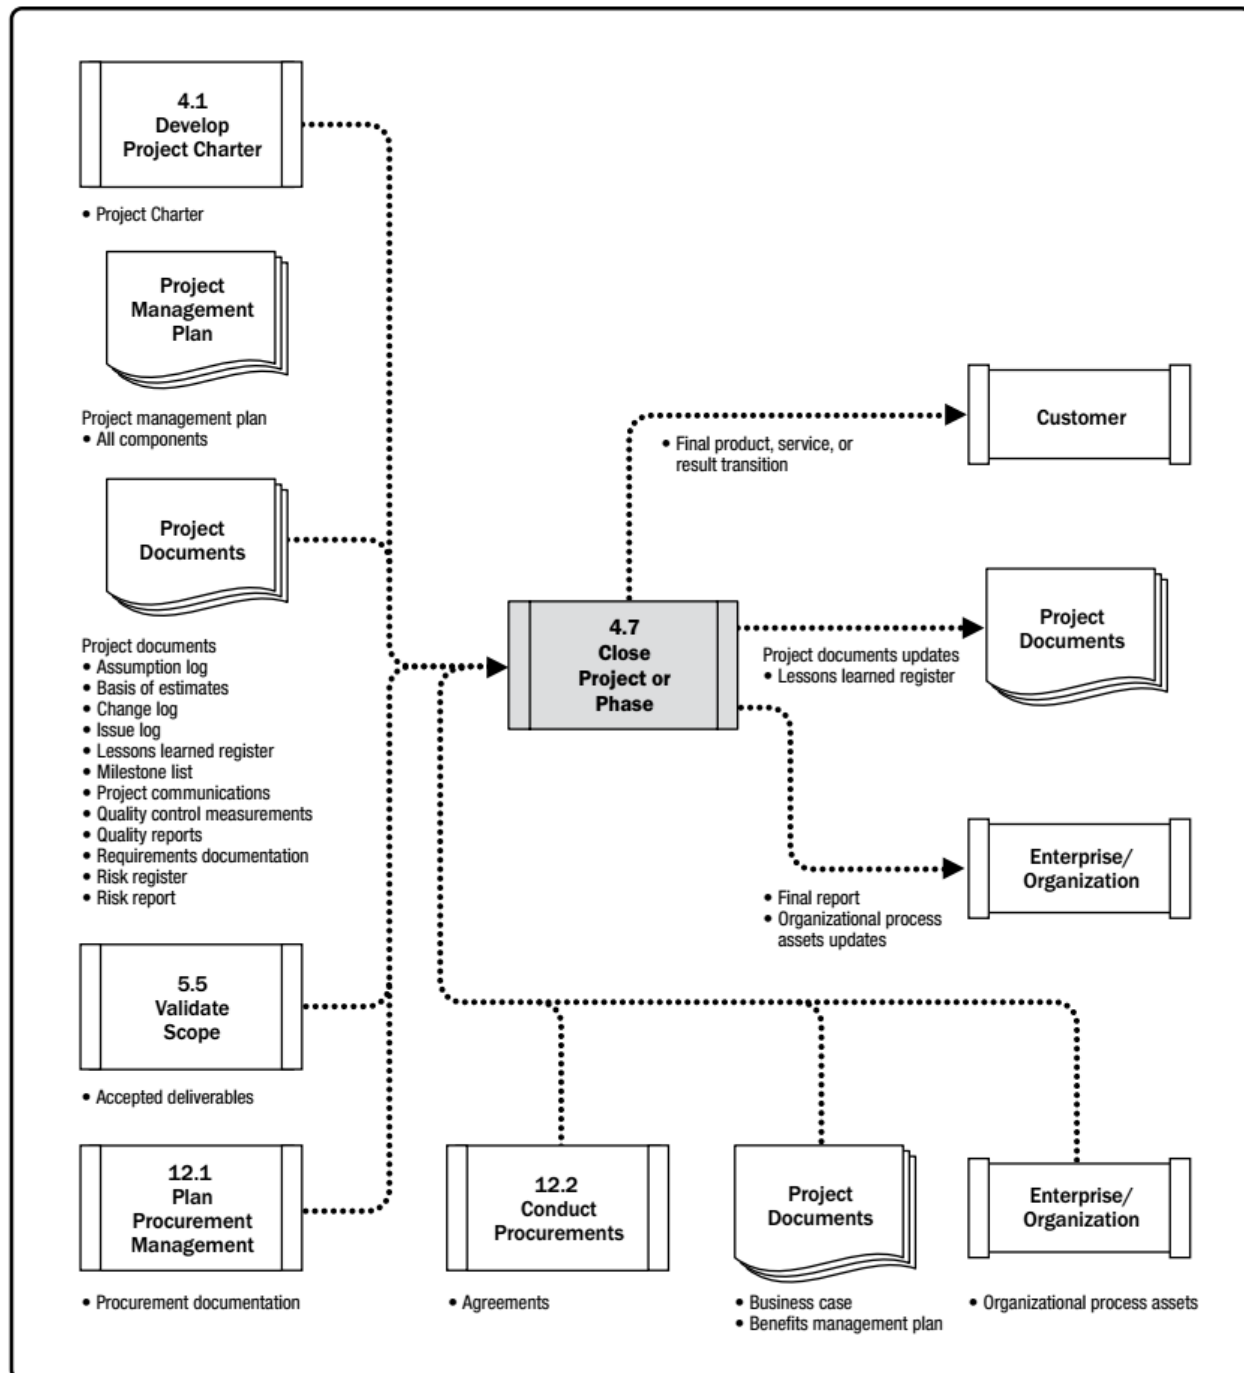 4.1
Develop
Project Charter
• Project Charter
Project
Management
Plan
Project management plan
• All components
Project
Documents
Project documents
• Assumption log
• Basis of estimates
• Change log
• Issue log
• Lessons learned register
• Milestone list
• Project communications
• Quality control measurements
• Quality reports
• Requirements documentation
• Risk register
• Risk report
5.5
Validate
Scope
• Accepted deliverables
12.1
Plan
Procurement
Management
• Procurement documentation
4.7
Close
Project or
Phase
• Final product, service, or
result transition
Customer
Project documents updates
• Lessons learned register
Project
Documents
• Final report
• Organizational process
assets updates
Enterprise/
Organization
12.2
Conduct
Procurements
• Agreements
Project
Documents
• Business case
• Benefits management plan
Enterprise/
Organization
• Organizational process assets